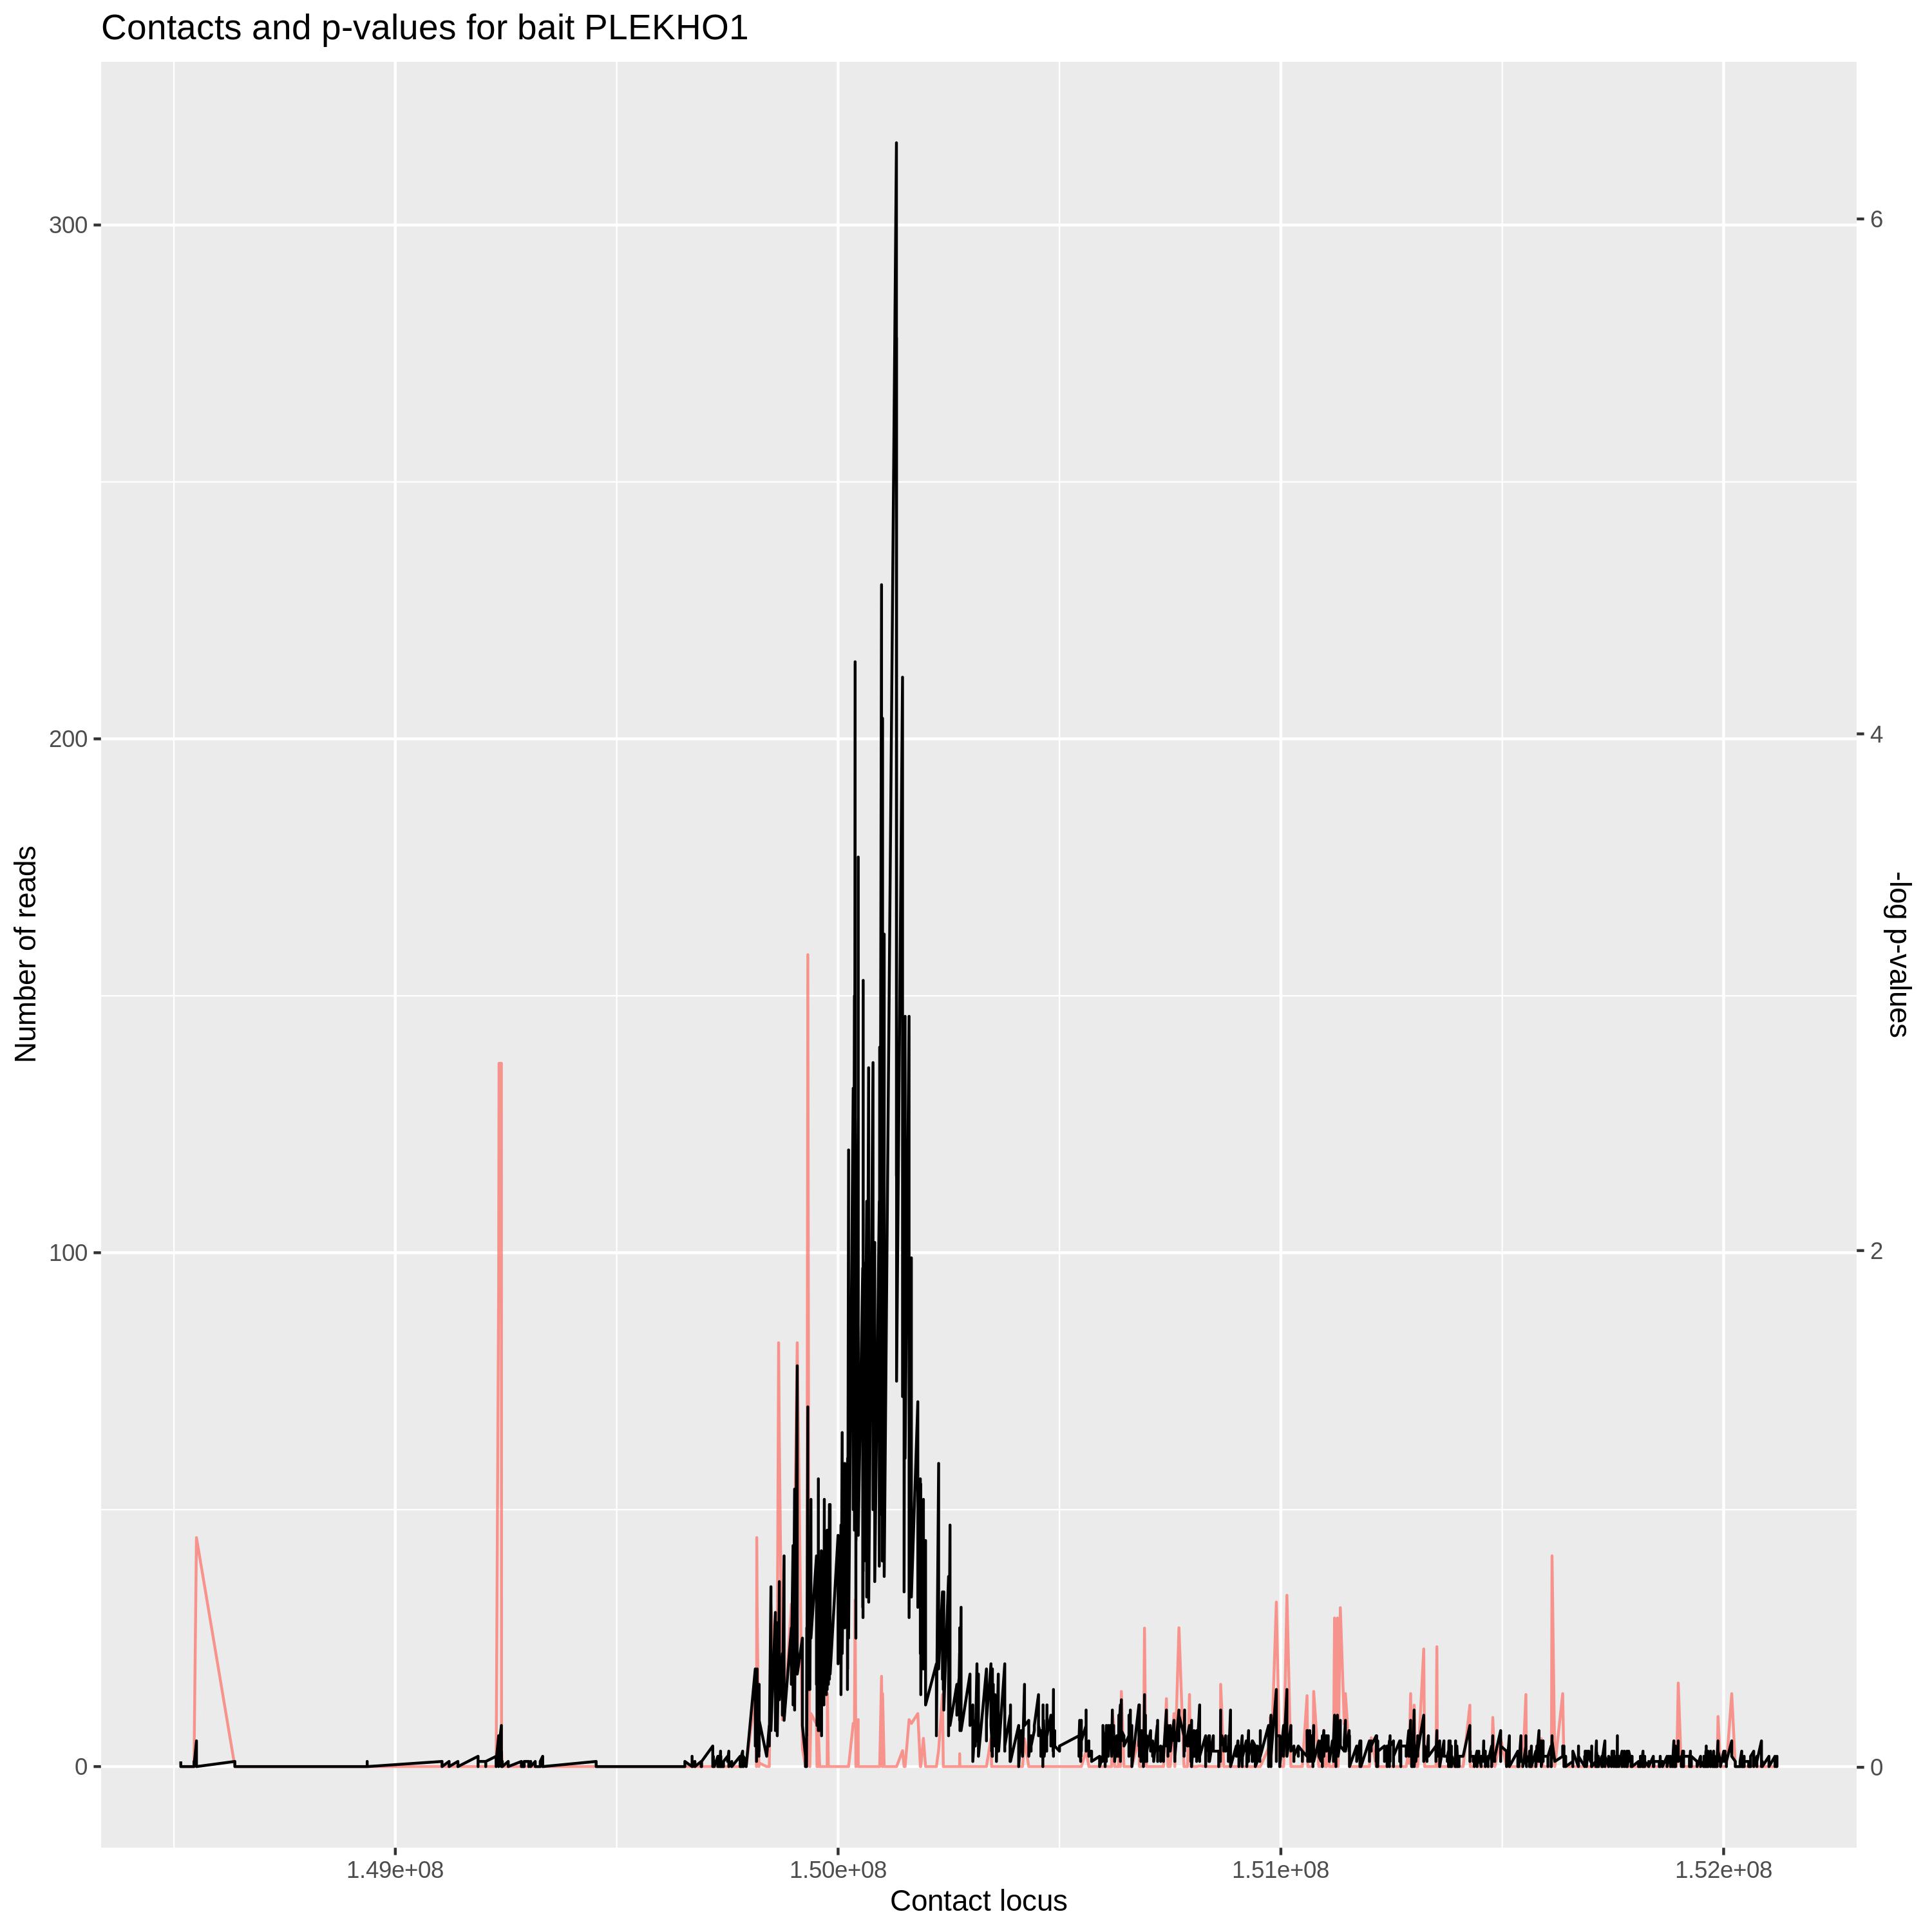 Contacts and p-values for bait PLEKHO1
300
200
100
0
Number of reads
6
4
2
0
-log p-values
1.49e+08
1.50e+08
1.51e+08
1.52e+08
Contact locus